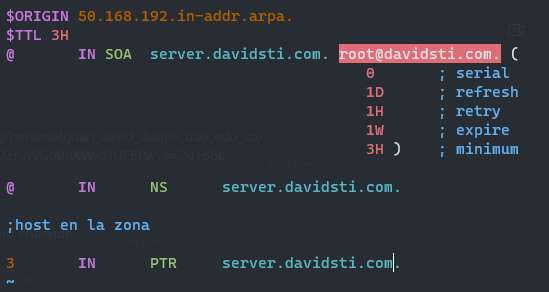 $ORIGIN 50.168.192.in-addr.arpa.
$TTL 3H
@ IN SOA server.davidsti.com. root@davidsti.com. (
0 ; serial
1D ; refresh
1H ; retry
1W ; expire
3H ) ; minimum
@ IN NS server.davidsti.com.
;host en la zona
3 IN PTR server.davidsti.com.
~